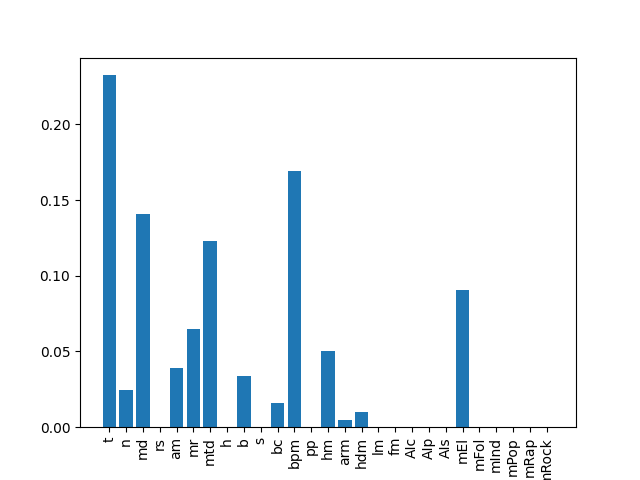 0.20
0.15
0.10
0.05
0.00
t
n
md
rs
am
mr
mtd
h
b
s
bc
bpm
pp
hm
arm
hdm
lm
fm
Alc
Alp
Als
mEl
mFol
mInd
mPop
mRap
mRock